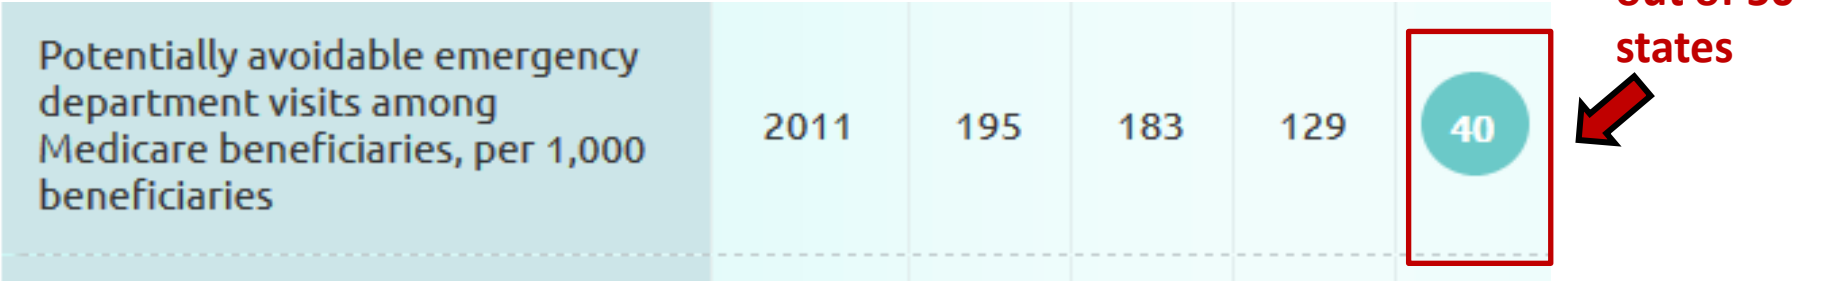 states
Potentially avoidable emergency
department visits among
Medicare beneficiaries, per 1,000
beneficiaries
2011 195 183 129 40